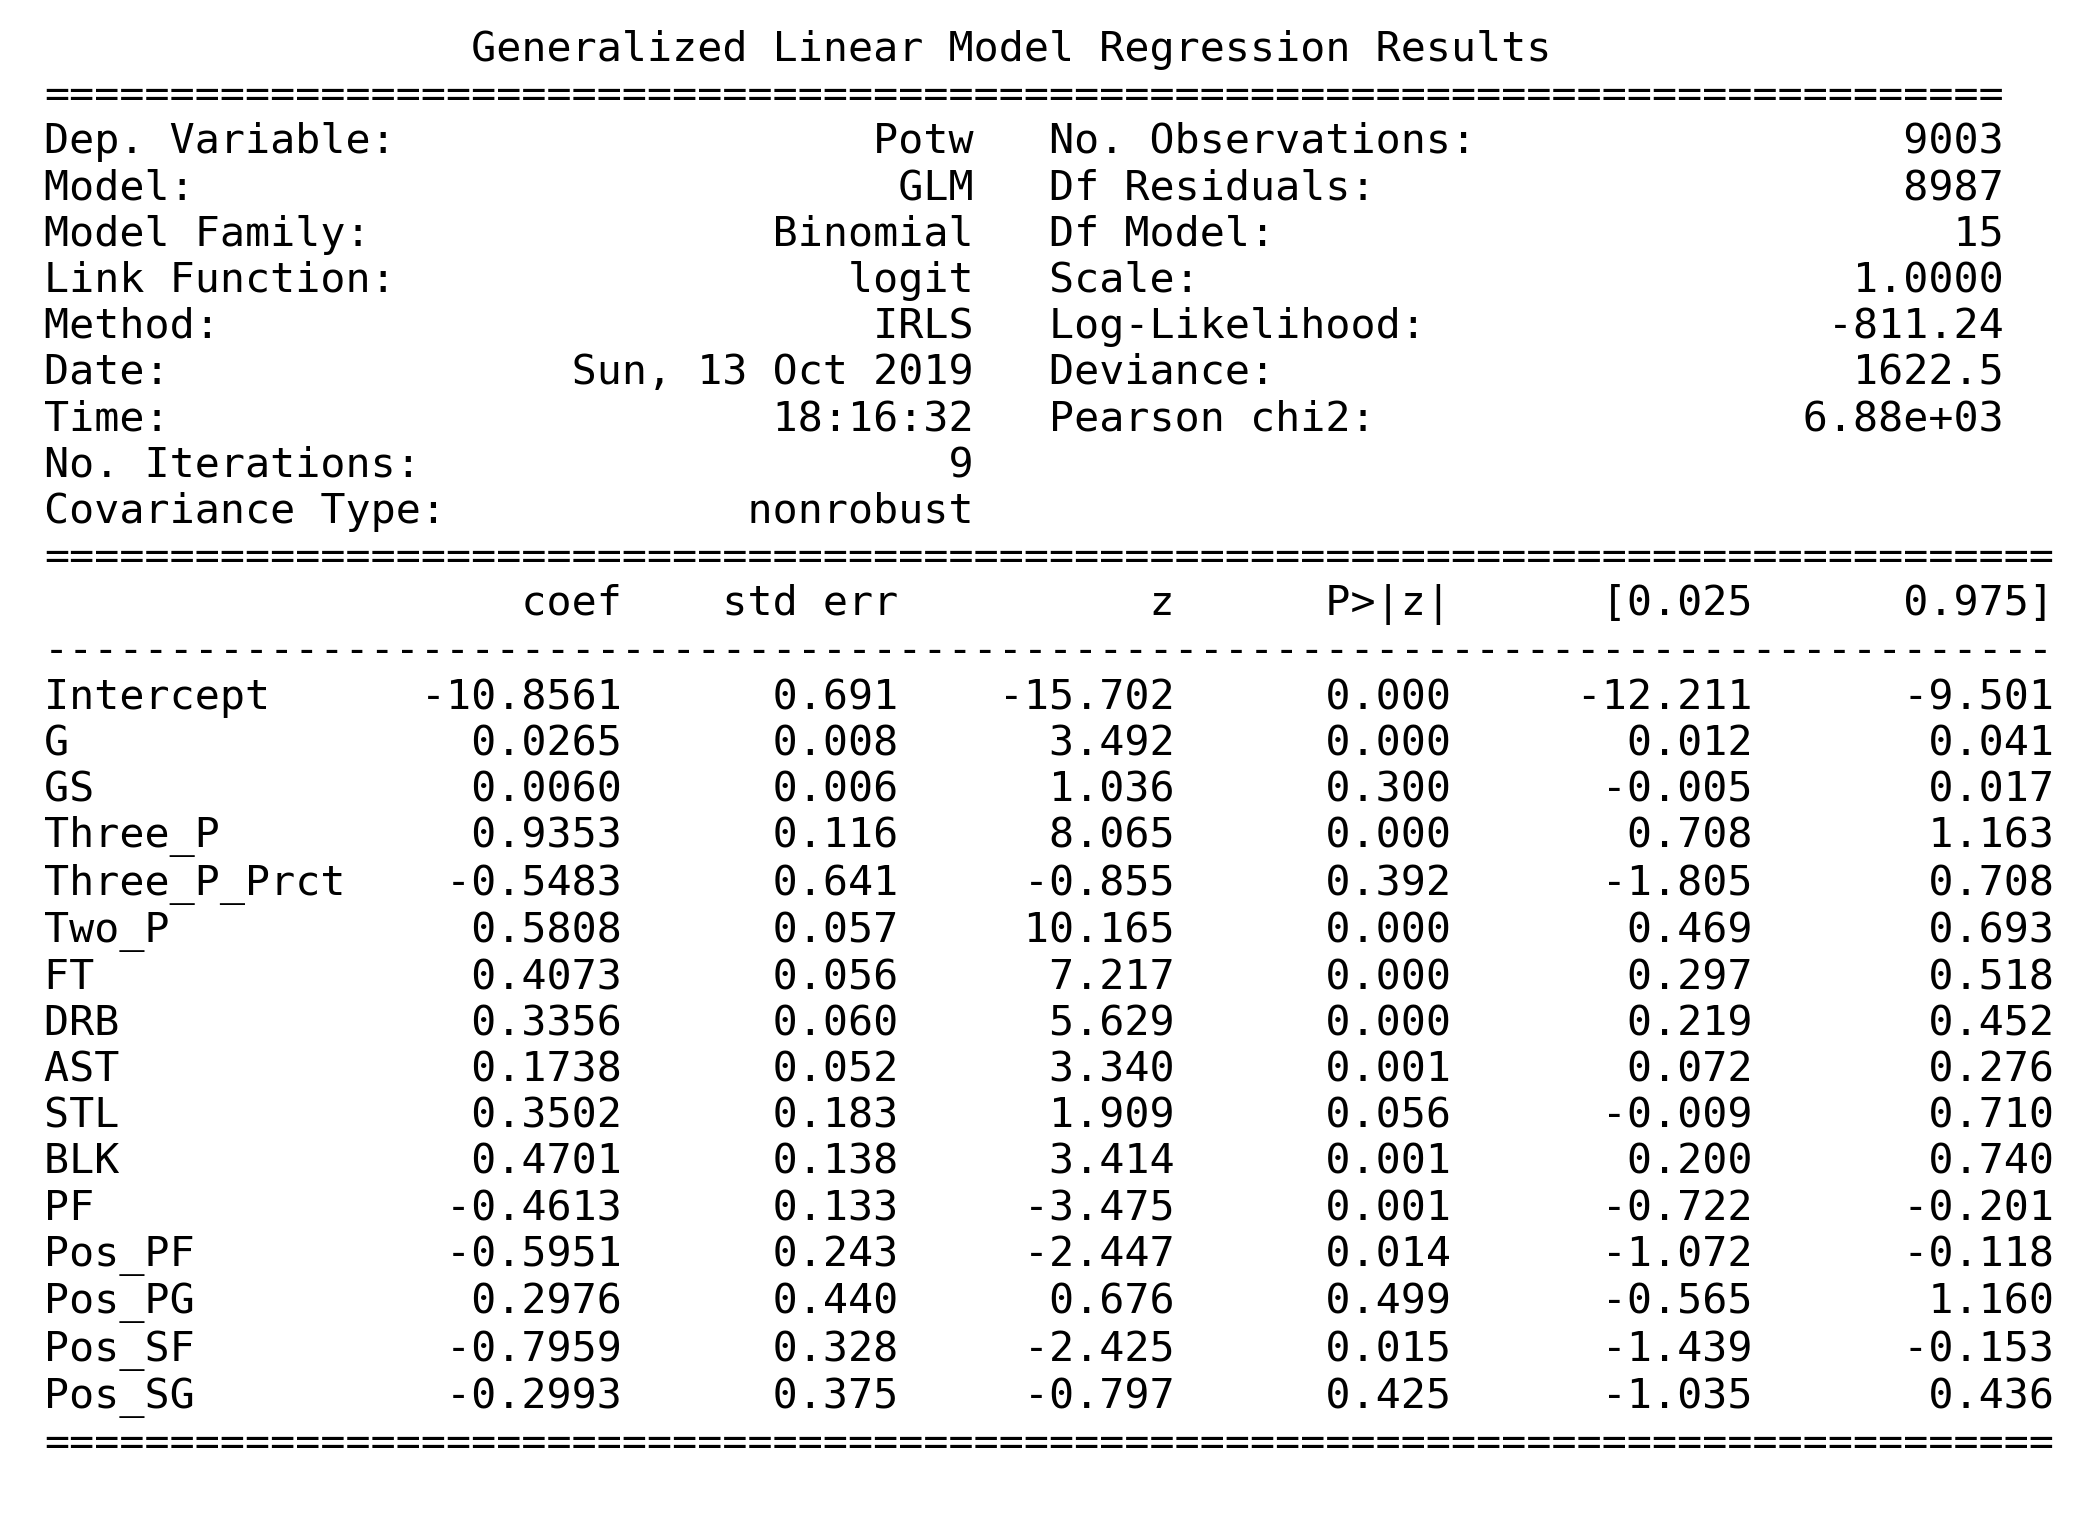 Generalized Linear Model Regression Results
==============================================================================
Dep. Variable:                   Potw   No. Observations:                 9003
Model:                            GLM   Df Residuals:                     8987
Model Family:                Binomial   Df Model:                           15
Link Function:                  logit   Scale:                          1.0000
Method:                          IRLS   Log-Likelihood:                -811.24
Date:                Sun, 13 Oct 2019   Deviance:                       1622.5
Time:                        18:16:32   Pearson chi2:                 6.88e+03
No. Iterations:                     9
Covariance Type:            nonrobust
================================================================================
                   coef    std err          z      P>|z|      [0.025      0.975]
--------------------------------------------------------------------------------
Intercept      -10.8561      0.691    -15.702      0.000     -12.211      -9.501
G                0.0265      0.008      3.492      0.000       0.012       0.041
GS               0.0060      0.006      1.036      0.300      -0.005       0.017
Three_P          0.9353      0.116      8.065      0.000       0.708       1.163
Three_P_Prct    -0.5483      0.641     -0.855      0.392      -1.805       0.708
Two_P            0.5808      0.057     10.165      0.000       0.469       0.693
FT               0.4073      0.056      7.217      0.000       0.297       0.518
DRB              0.3356      0.060      5.629      0.000       0.219       0.452
AST              0.1738      0.052      3.340      0.001       0.072       0.276
STL              0.3502      0.183      1.909      0.056      -0.009       0.710
BLK              0.4701      0.138      3.414      0.001       0.200       0.740
PF              -0.4613      0.133     -3.475      0.001      -0.722      -0.201
Pos_PF          -0.5951      0.243     -2.447      0.014      -1.072      -0.118
Pos_PG           0.2976      0.440      0.676      0.499      -0.565       1.160
Pos_SF          -0.7959      0.328     -2.425      0.015      -1.439      -0.153
Pos_SG          -0.2993      0.375     -0.797      0.425      -1.035       0.436
================================================================================